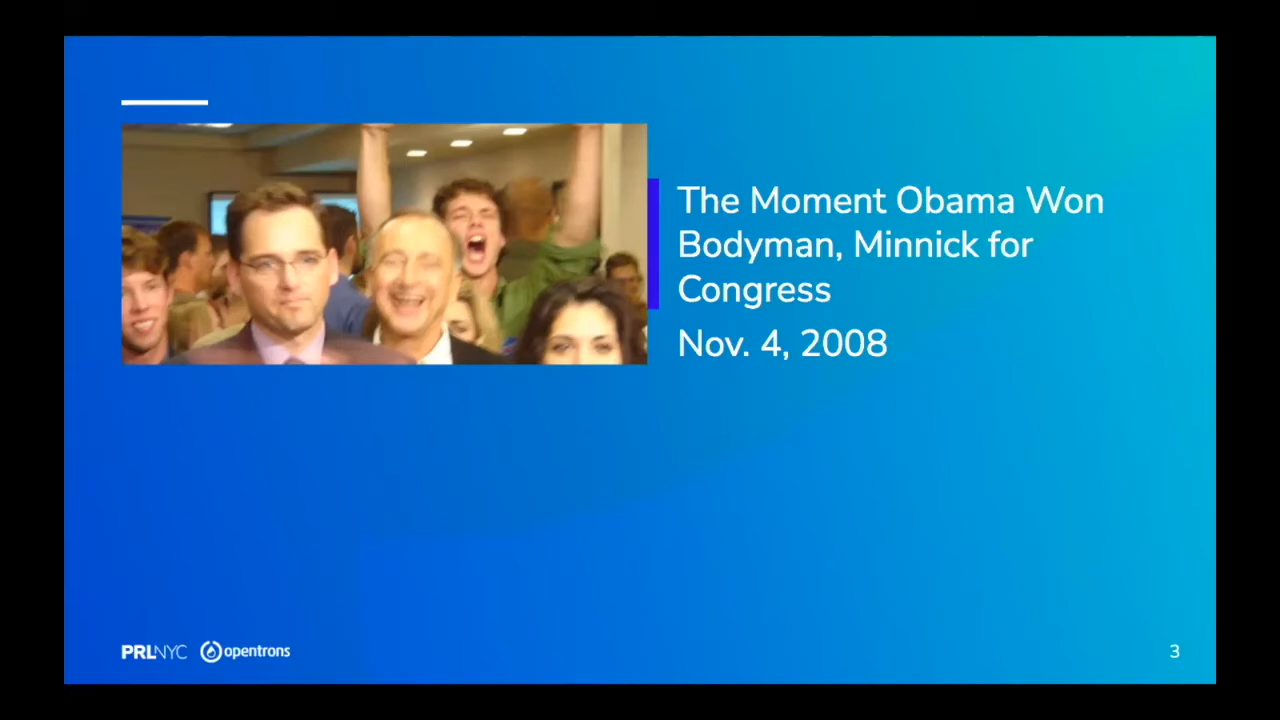 The Moment Obama Won
Bodyman, Minnick for
Congress
Nov. 4, 2008
PRLNYC opentrons
3